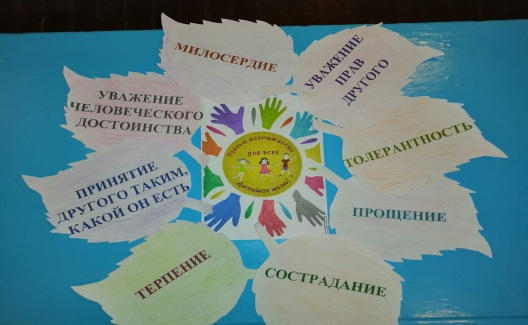 МИЛОСЕРДИЕ
УВАЖЕНИЕ
ПРАВ
ДРУГОГО
УВАЖЕНИЕ
ЧЕЛОВЕЧЕСКОГО
ДОСТОИНСТВА
ТОЛЕРАНТНОСТЬ
ПРИНЯТИЕ
ДРУГОГО ТАКИМ,
КАКОЙ ОН ЕСТЬ
ПРОЩЕНИЕ
ТЕРПЕНИЕ
СОСТРАДАНИЕ
для всех